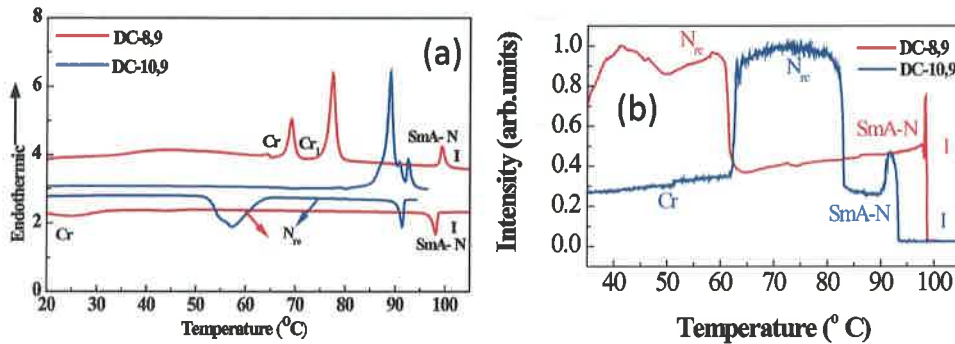 8
6
4
2
0
Endothermic
DC-8,9
DC-10,9
(a)
Cr
Cr1
SmA- N
I
Cr
Nre
I
SmA- N
20 30 40 50 60 70 80 90 100
Temperature (°C)
1.0
0.8
0.6
0.4
0.2
0.0
Intensity (arb.units)
Nre
Nre
DC-8,9
DC-10,9
(b)
SmA-N
I
Cr
SmA-N
I
40 50 60 70 80 90 100
Temperature (° C)